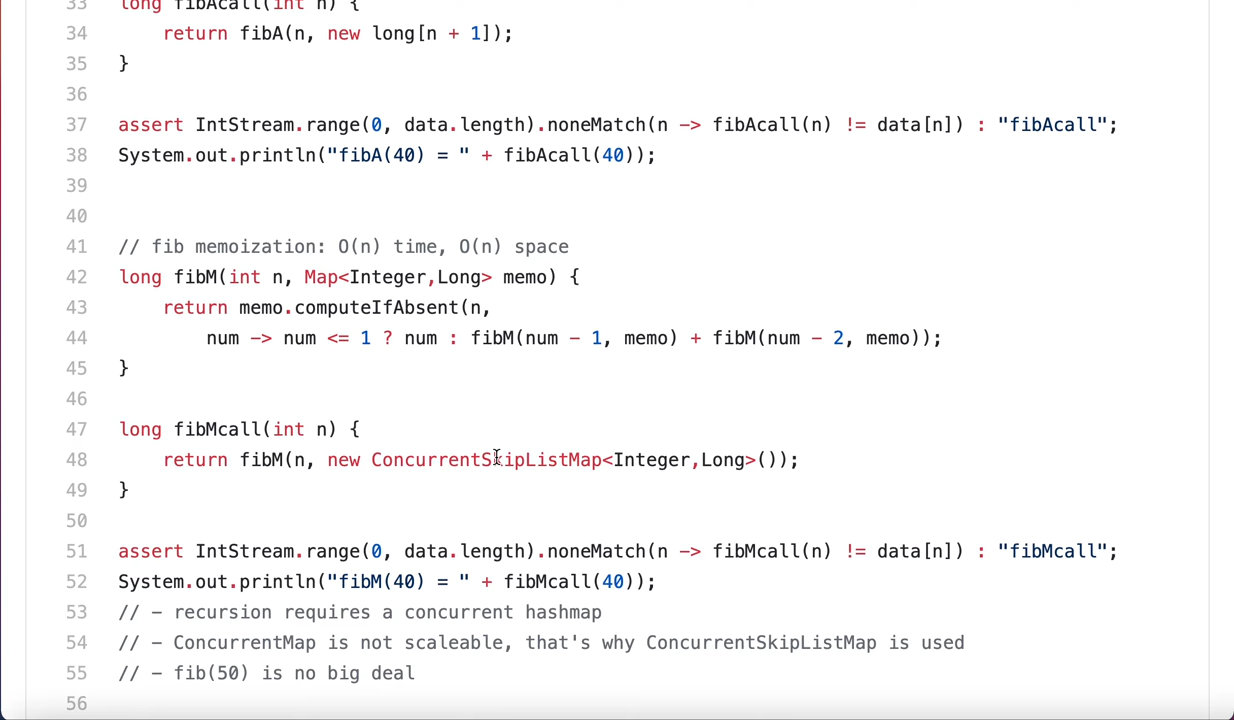 33 long fibAcall(int n) {
34 return fibA(n, new long[n + 1]);
35 }
36
37 assert IntStream.range(0, data.length).noneMatch(n -> fibAcall(n) != data[n]) : "fibAcall";
38 System.out.println("fibA(40) = " + fibAcall(40));
39
40
41 // fib memoization: O(n) time, O(n) space
42 long fibM(int n, Map<Integer,Long> memo) {
43 return memo.computeIfAbsent(n,
44 num -> num <= 1 ? num : fibM(num - 1, memo) + fibM(num - 2, memo));
45 }
46
47 long fibMcall(int n) {
48 return fibM(n, new ConcurrentSkipListMap<Integer,Long>());
49 }
50
51 assert IntStream.range(0, data.length).noneMatch(n -> fibMcall(n) != data[n]) : "fibMcall";
52 System.out.println("fibM(40) = " + fibMcall(40));
53 // - recursion requires a concurrent hashmap
54 // - ConcurrentMap is not scaleable, that's why ConcurrentSkipListMap is used
55 // - fib(50) is no big deal
56